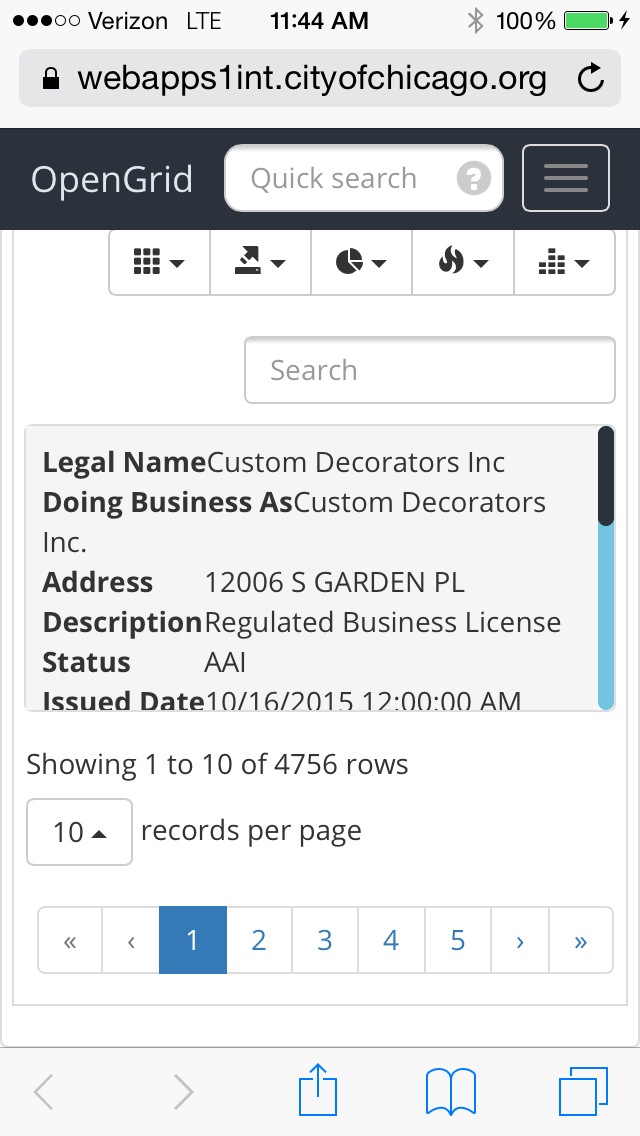 Verizon LTE 11:44 AM 100%
webapps1int.cityofchicago.org
OpenGrid Quick search ?
Search
Legal NameCustom Decorators Inc
Doing Business AsCustom Decorators
Inc.
Address 12006 S GARDEN PL
DescriptionRegulated Business License
Status AAI
Issued Date10/16/2015 12:00:00 AM
Showing 1 to 10 of 4756 rows
10 records per page
« ‹ 1 2 3 4 5 › »